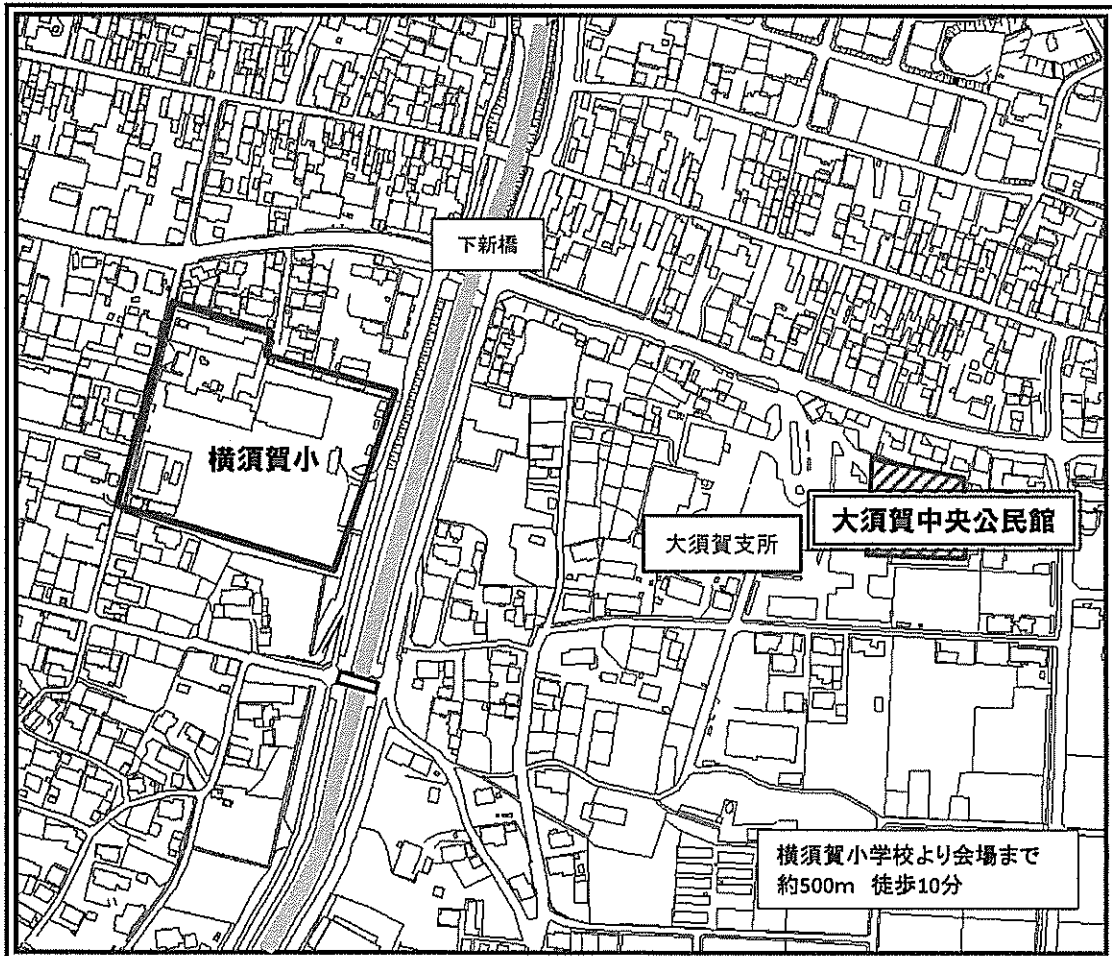 下新橋
横須賀小
大須賀中央公民館
大須賀支所
横須賀小学校より会場まで
約500m 徒歩10分